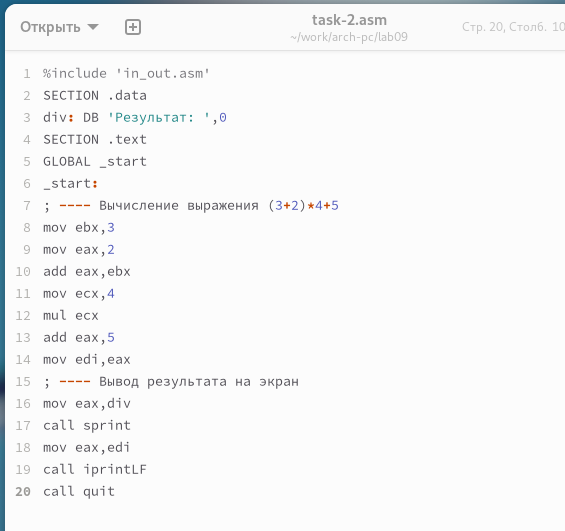 Открыть
task-2.asm
~/work/arch-pc/lab09
Стр. 20, Столб. 10
1 %include 'in_out.asm'
2 SECTION .data
3 div: DB 'Результат: ',0
4 SECTION .text
5 GLOBAL _start
6 _start:
7 ; ---- Вычисление выражения (3+2)*4+5
8 mov ebx,3
9 mov eax,2
10 add eax,ebx
11 mov ecx,4
12 mul ecx
13 add eax,5
14 mov edi,eax
15 ; ---- Вывод результата на экран
16 mov eax,div
17 call sprint
18 mov eax,edi
19 call iprintLF
20 call quit